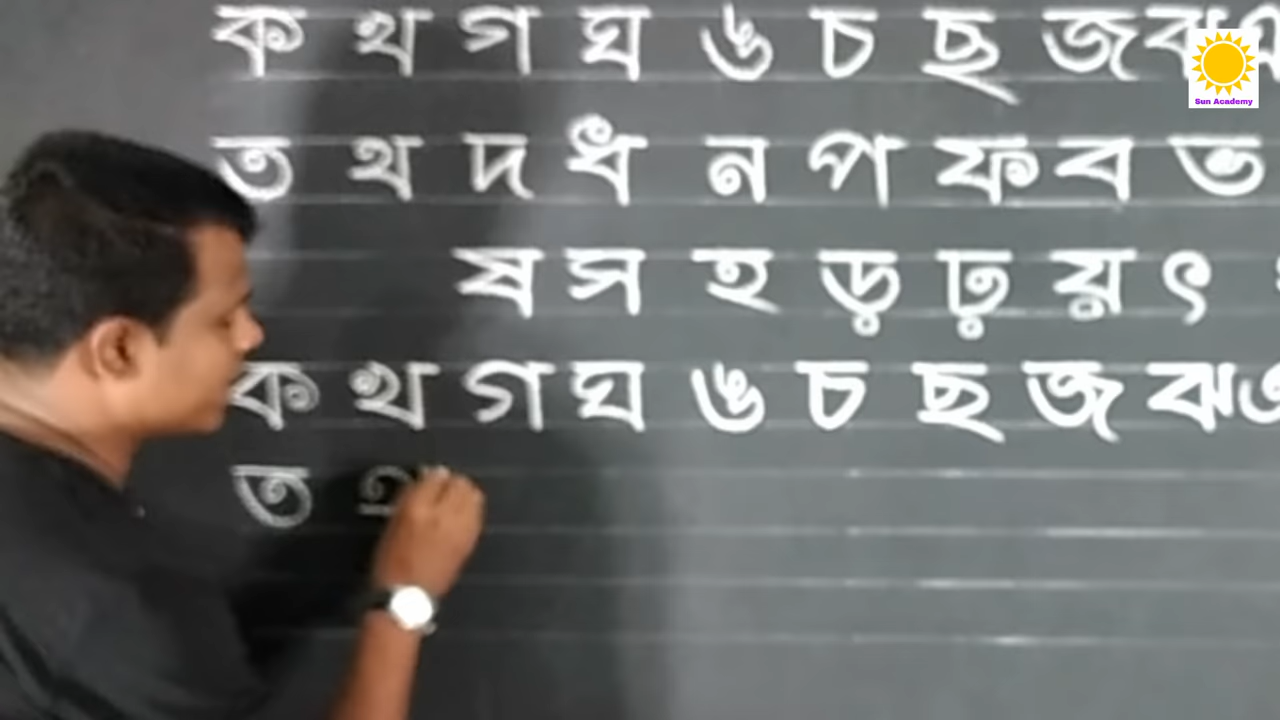 ক খ গ ঘ ঙ চ ছ জ ঝ
ত থ দ ধ ন প ফ ব ভ
ষ স হ ড় ঢ় য় ৎ
ক খ গ ঘ ঙ চ ছ জ ঝ
ত
Sun Academy